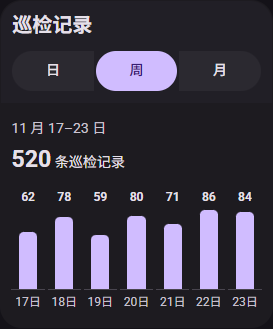 巡检记录
日 周 月
11 月 17–23 日
520 条巡检记录
62 78 59 80 71 86 84
17日 18日 19日 20日 21日 22日 23日